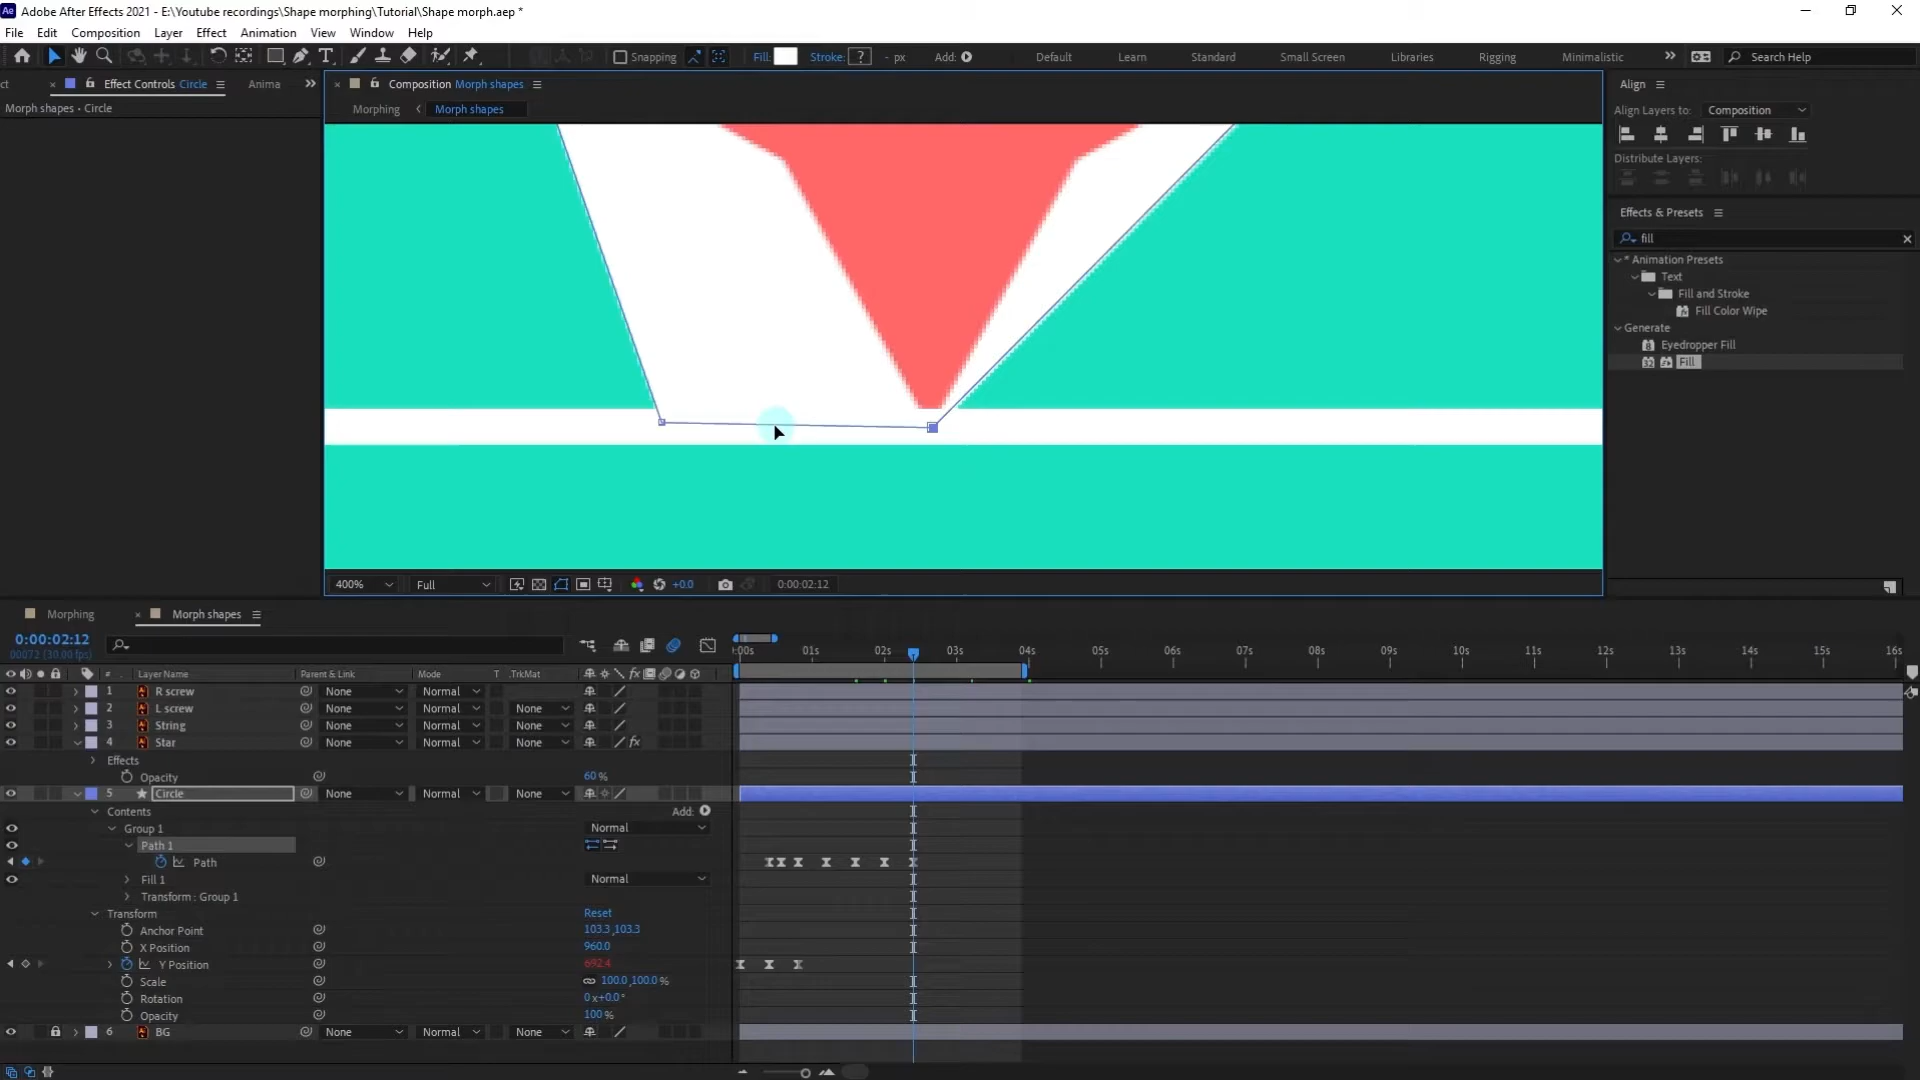 Ae Adobe After Effects 2021 - E:\Youtube recordings\Shape morphing\Tutorial\Shape morph.aep *
File Edit Composition Layer Effect Animation View Window Help
Snapping Fill: Stroke: ? - px Add: Default Learn Standard Small Screen Libraries Rigging Minimalistic Search Help
ct Effect Controls Circle Anima
Morph shapes • Circle
Composition Morph shapes
Morphing Morph shapes
Align
Align Layers to: Composition
Distribute Layers:
Effects & Presets
fill
* Animation Presets
Text
Fill and Stroke
Fill Color Wipe
Generate
Eyedropper Fill
Fill
400% Full +0.0 0:00:02:12
Morphing Morph shapes
0:00:02:12
00072 (30.00 fps)
:00s 01s 02s 03s 04s 05s 06s 07s 08s 09s 10s 11s 12s 13s 14s 15s 16s
# Layer Name Parent & Link Mode T .TrkMat
1 R screw None Normal
2 L screw None Normal None
3 String None Normal None
4 Star None Normal None
Effects
Opacity 60%
5 Circle None Normal None
Contents Add:
Group 1 Normal
Path 1
Path
Fill 1 Normal
Transform : Group 1
Transform Reset
Anchor Point 103.3,103.3
X Position 960.0
Y Position 692.4
Scale 100.0,100.0%
Rotation 0x+0.0°
Opacity 100%
6 BG None Normal None